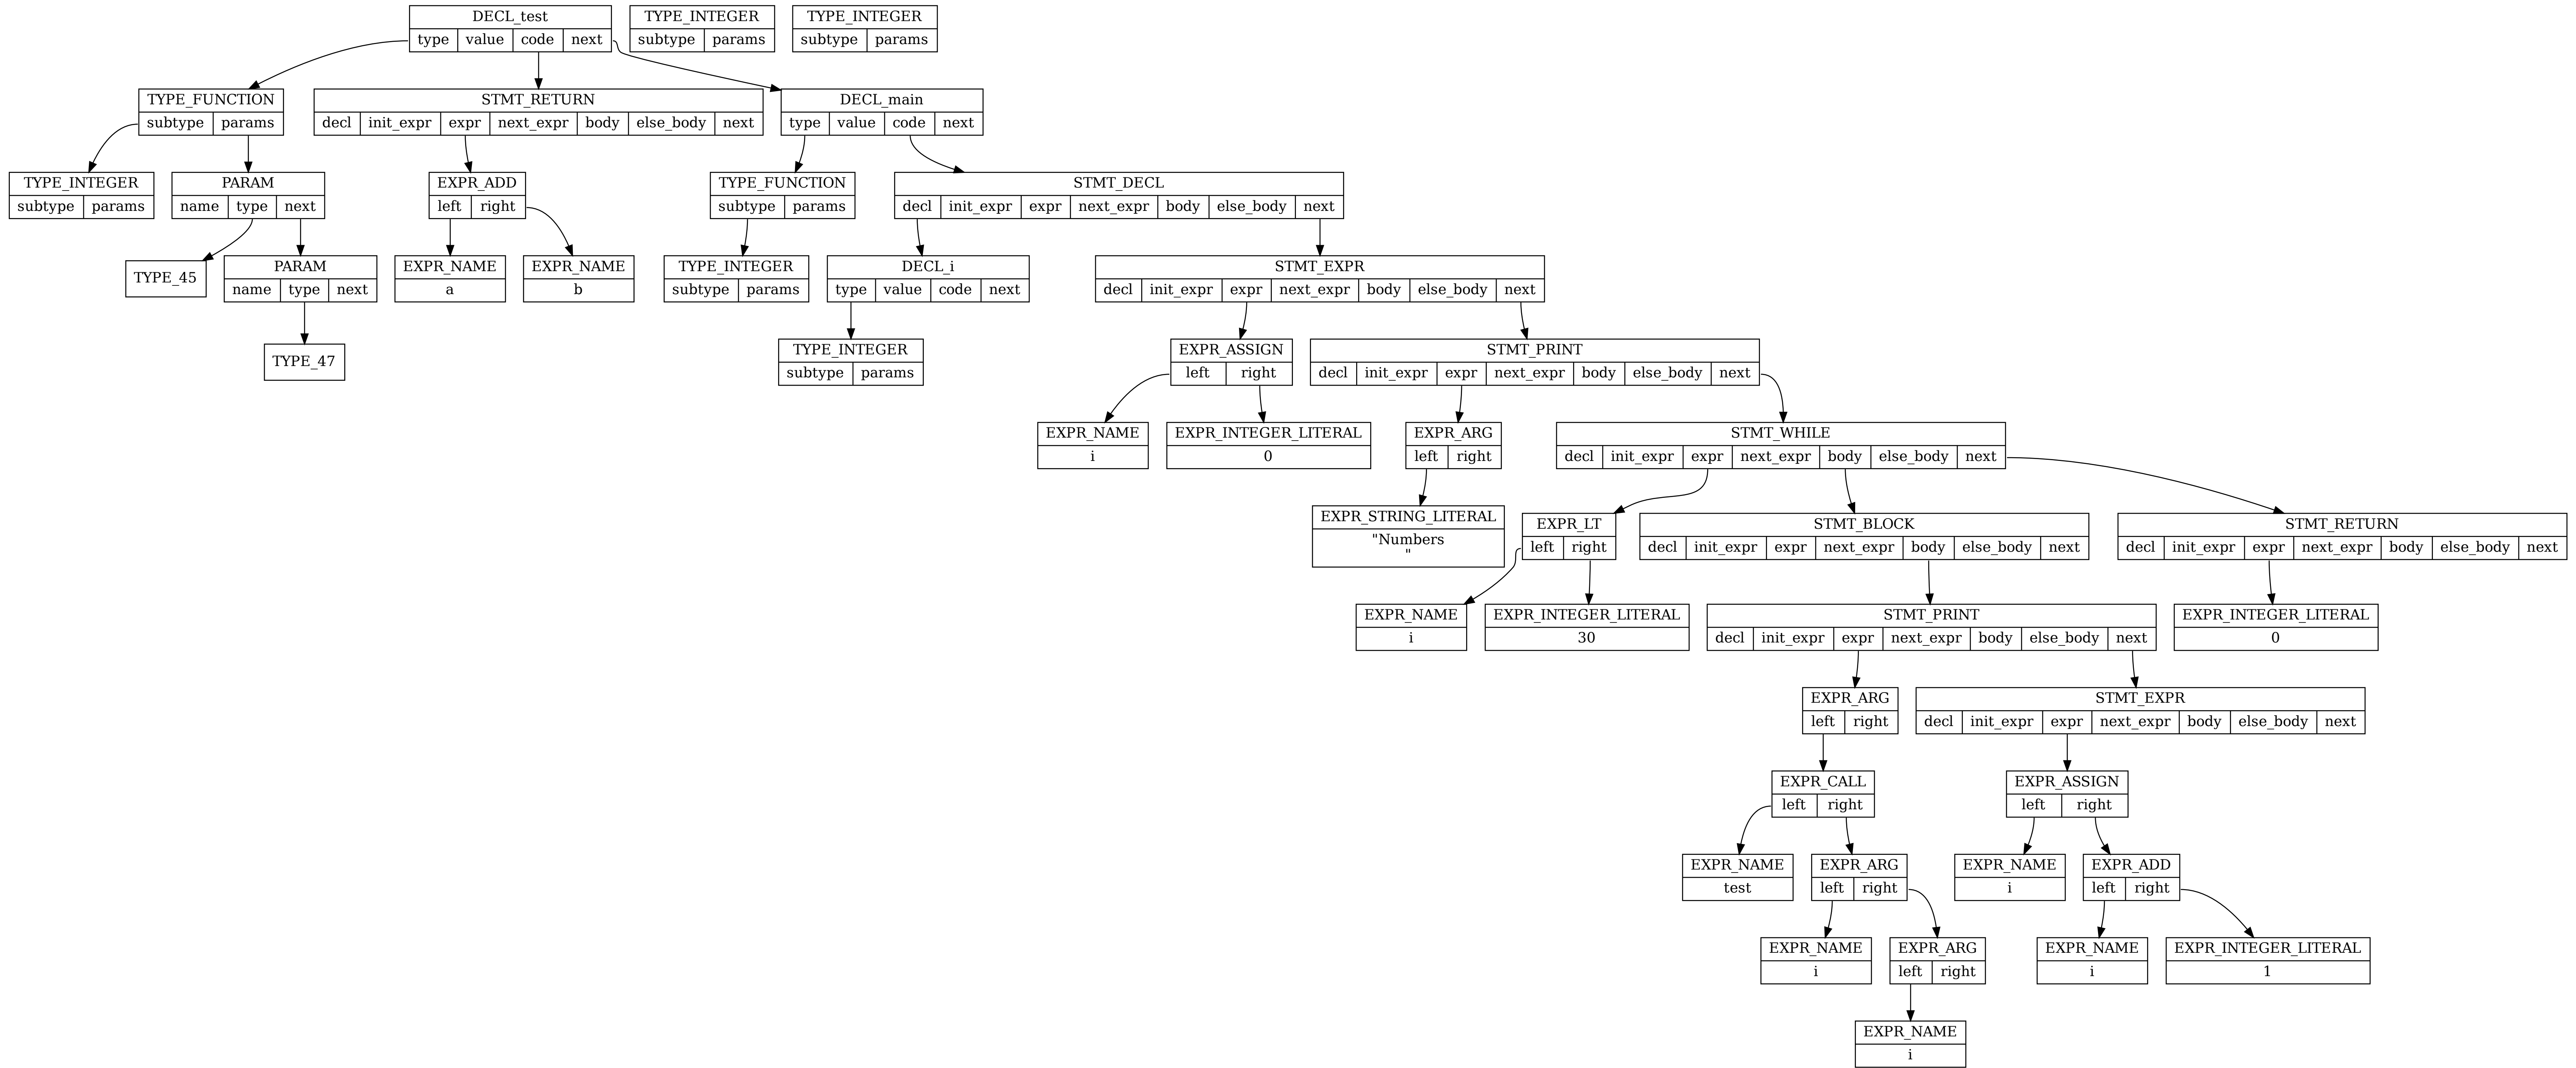 DECL_test
type value code next
TYPE_INTEGER
subtype params
TYPE_INTEGER
subtype params
TYPE_FUNCTION
subtype params
STMT_RETURN
decl init_expr expr next_expr body else_body next
DECL_main
type value code next
TYPE_INTEGER
subtype params
PARAM
name type next
EXPR_ADD
left right
TYPE_FUNCTION
subtype params
STMT_DECL
decl init_expr expr next_expr body else_body next
TYPE_45
PARAM
name type next
EXPR_NAME
a
EXPR_NAME
b
TYPE_INTEGER
subtype params
DECL_i
type value code next
STMT_EXPR
decl init_expr expr next_expr body else_body next
TYPE_47
TYPE_INTEGER
subtype params
EXPR_ASSIGN
left right
STMT_PRINT
decl init_expr expr next_expr body else_body next
EXPR_NAME
i
EXPR_INTEGER_LITERAL
0
EXPR_ARG
left right
STMT_WHILE
decl init_expr expr next_expr body else_body next
EXPR_STRING_LITERAL
"Numbers
"
EXPR_LT
left right
STMT_BLOCK
decl init_expr expr next_expr body else_body next
STMT_RETURN
decl init_expr expr next_expr body else_body next
EXPR_NAME
i
EXPR_INTEGER_LITERAL
30
STMT_PRINT
decl init_expr expr next_expr body else_body next
EXPR_INTEGER_LITERAL
0
EXPR_ARG
left right
STMT_EXPR
decl init_expr expr next_expr body else_body next
EXPR_CALL
left right
EXPR_ASSIGN
left right
EXPR_NAME
test
EXPR_ARG
left right
EXPR_NAME
i
EXPR_ADD
left right
EXPR_NAME
i
EXPR_ARG
left right
EXPR_NAME
i
EXPR_INTEGER_LITERAL
1
EXPR_NAME
i